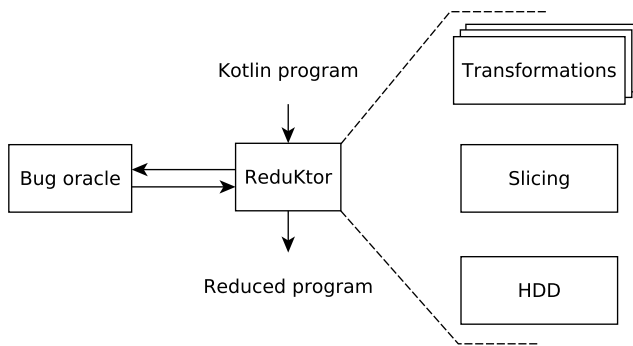 Kotlin program
Transformations
Bug oracle
ReduKtor
Slicing
Reduced program
HDD